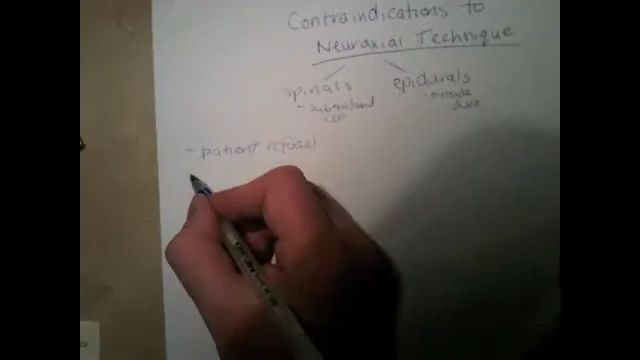 Contraindications to
Neuraxial Technique
spinals epidurals
- subarachnoid - outside
CSF dura
- patient refusal